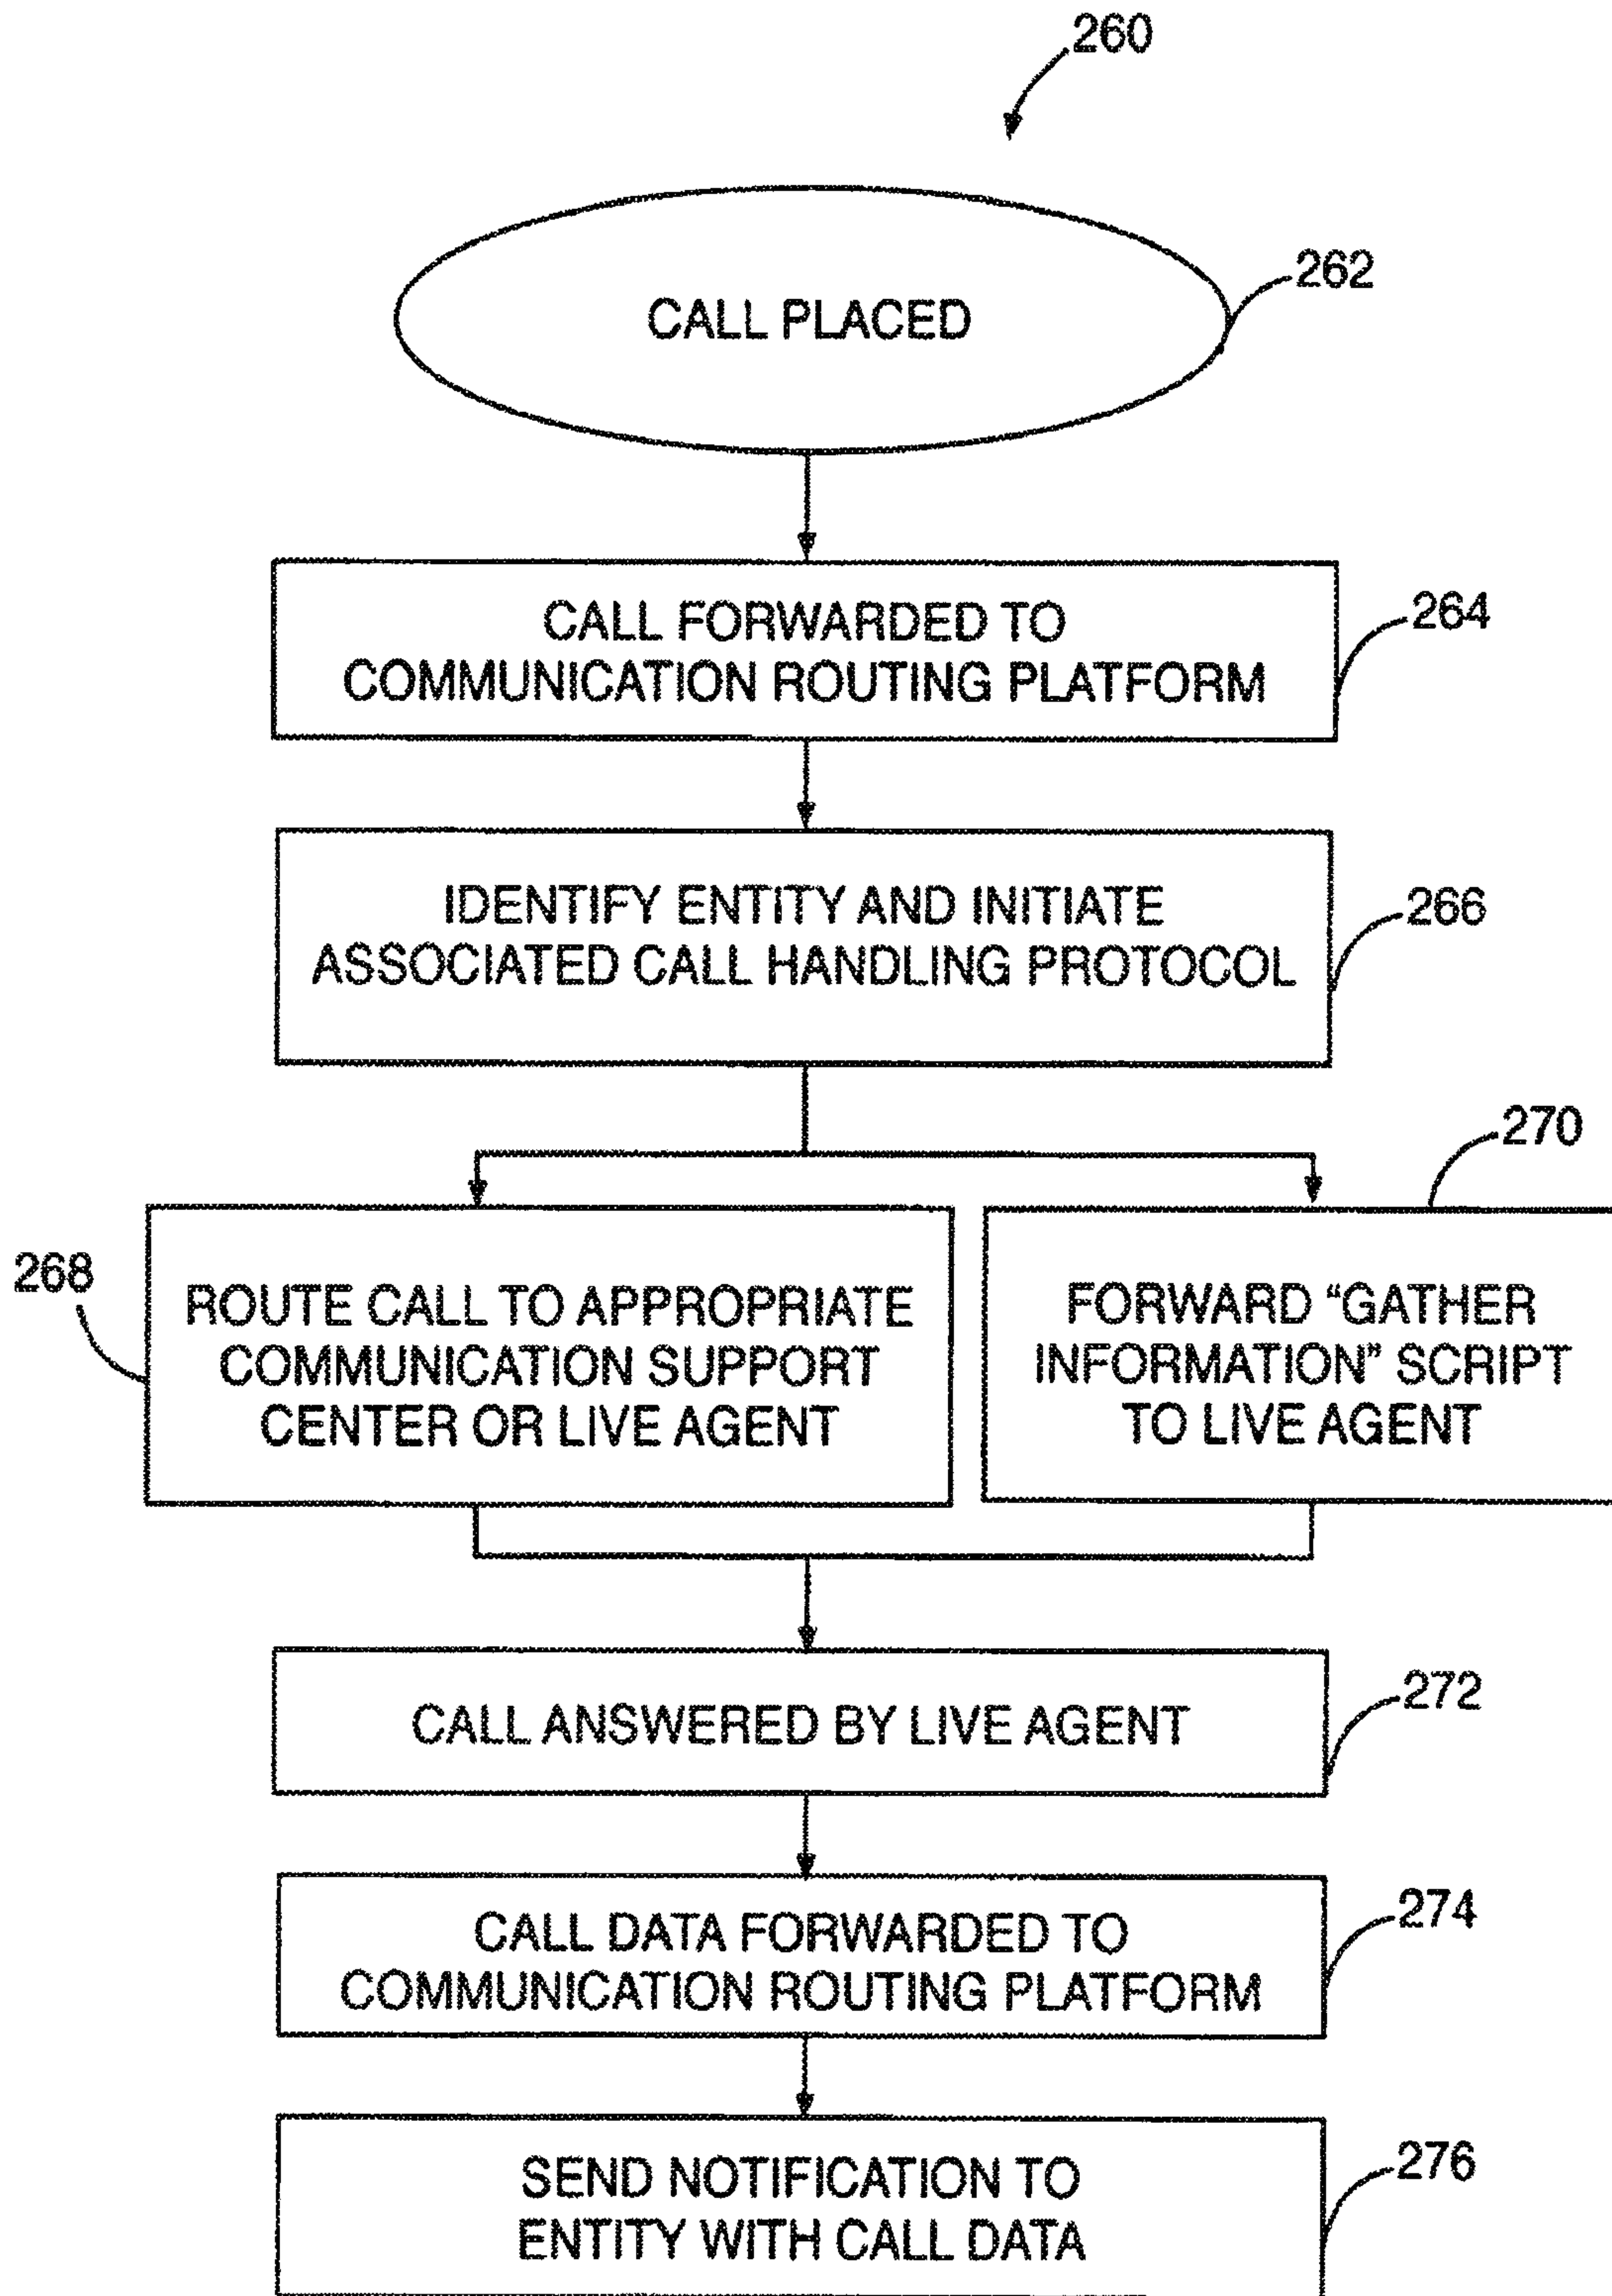 260
CALL PLACED
262
CALL FORWARDED TO
COMMUNICATION ROUTING PLATFORM
264
IDENTIFY ENTITY AND INITIATE
ASSOCIATED CALL HANDLING PROTOCOL
266
268
ROUTE CALL TO APPROPRIATE
COMMUNICATION SUPPORT
CENTER OR LIVE AGENT
270
FORWARD “GATHER
INFORMATION” SCRIPT
TO LIVE AGENT
CALL ANSWERED BY LIVE AGENT
272
CALL DATA FORWARDED TO
COMMUNICATION ROUTING PLATFORM
274
SEND NOTIFICATION TO
ENTITY WITH CALL DATA
276